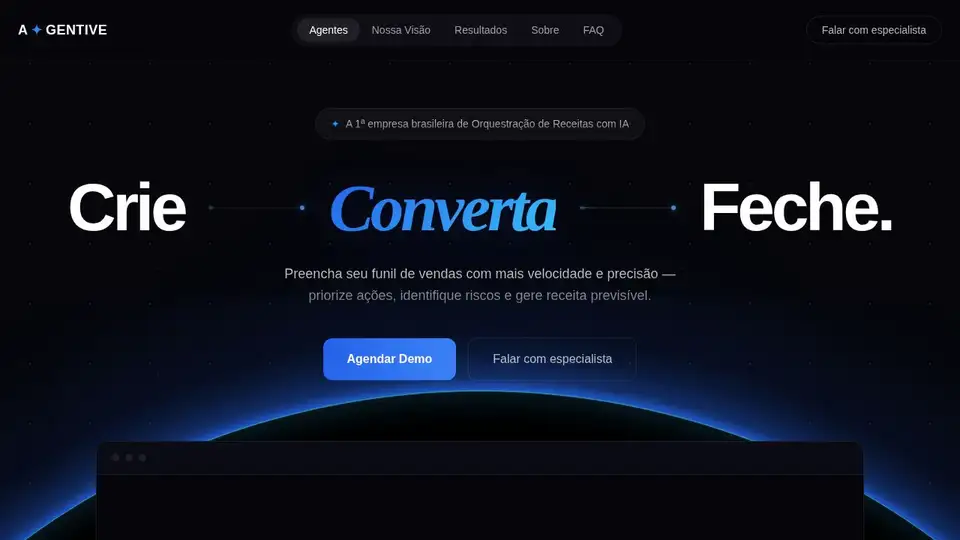 A ✦ GENTIVE
Agentes
Nossa Visão
Resultados
Sobre
FAQ
Falar com especialista
✦ A 1ª empresa brasileira de Orquestração de Receitas com IA
Crie Converta Feche.
Preencha seu funil de vendas com mais velocidade e precisão —
priorize ações, identifique riscos e gere receita previsível.
Agendar Demo
Falar com especialista